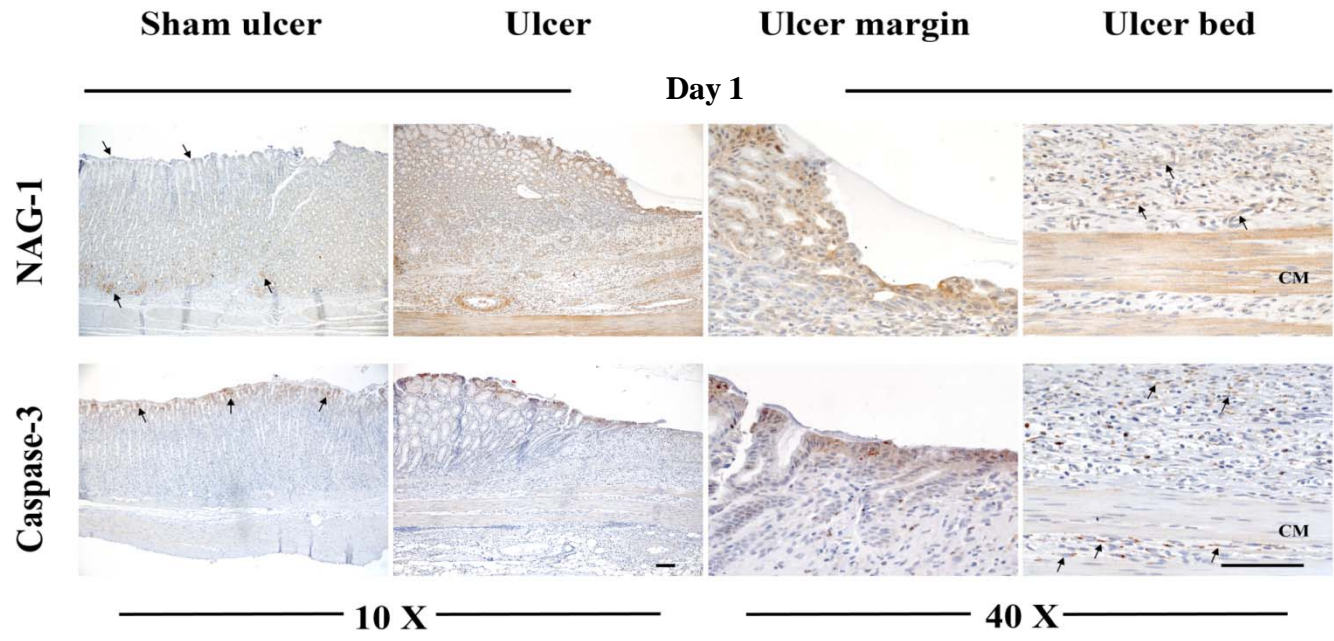 Sham ulcer Ulcer Ulcer margin Ulcer bed
Day 1
NAG-1
CM
Caspase-3
CM
10 X 40 X